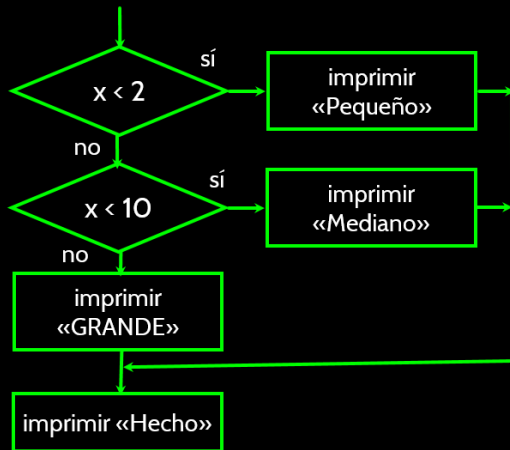 sí
x < 2
imprimir
«Pequeño»
no
sí
x < 10
imprimir
«Mediano»
no
imprimir
«GRANDE»
imprimir «Hecho»